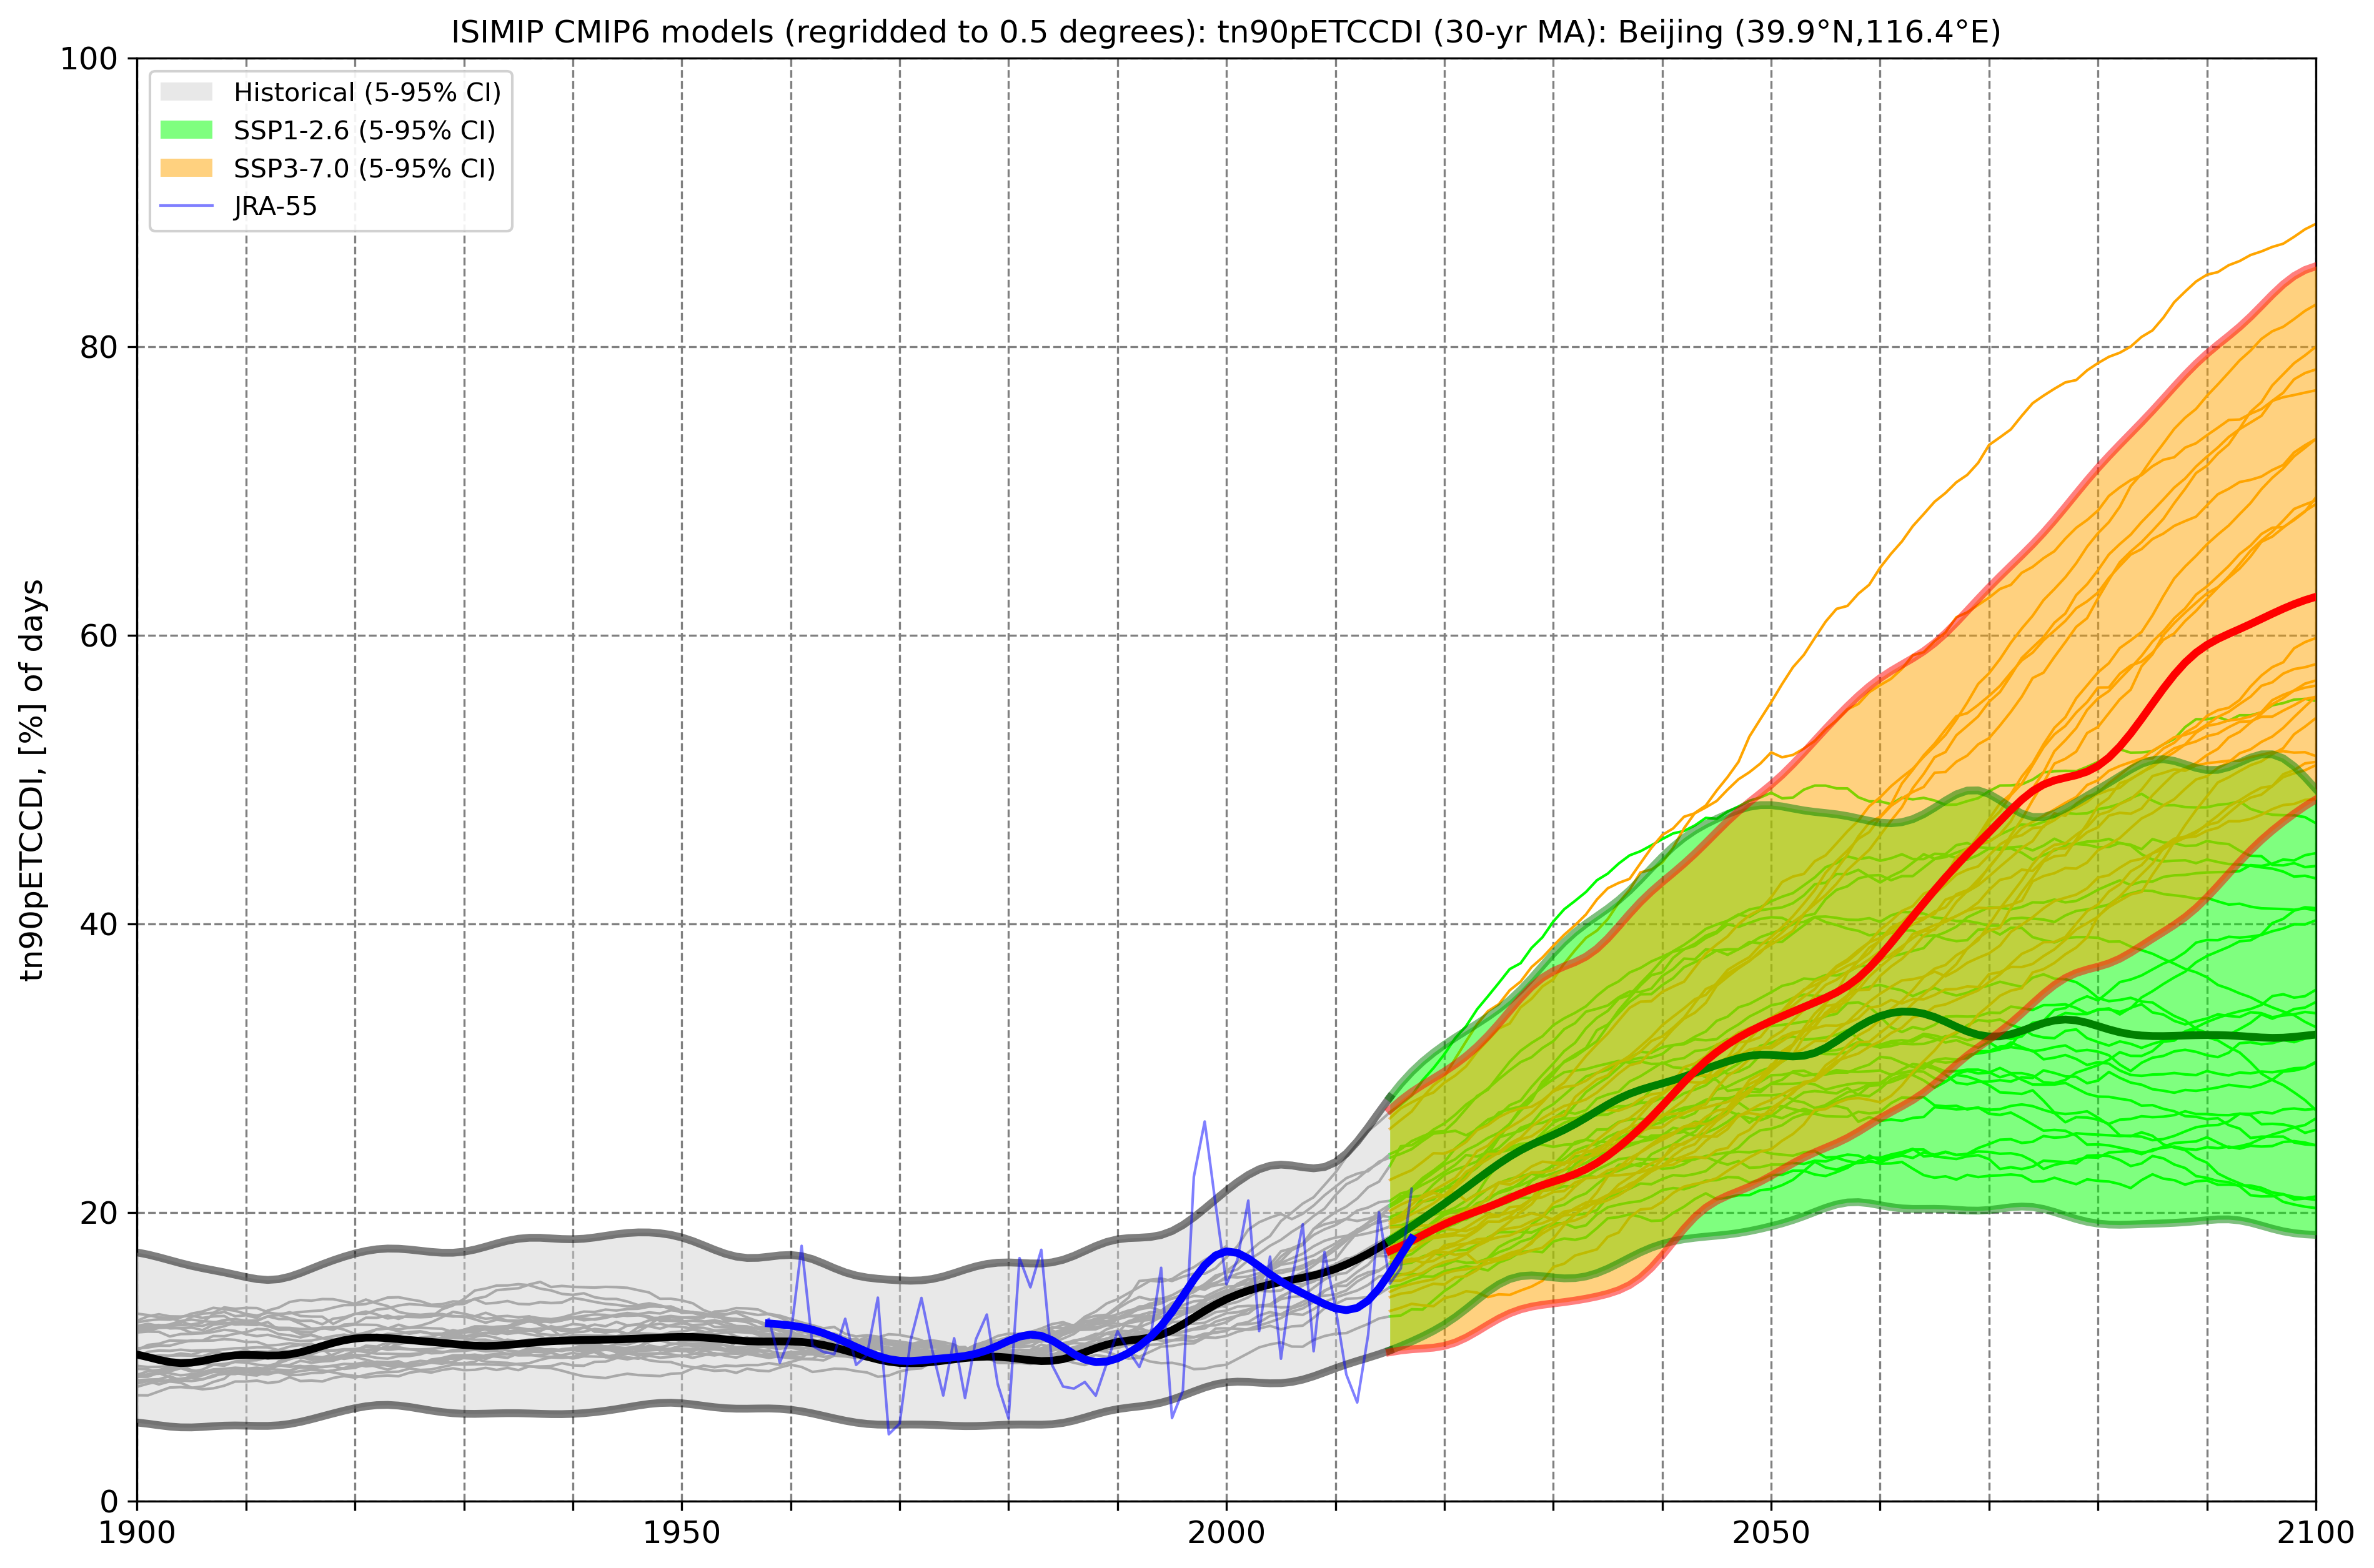 ISIMIP CMIP6 models (regridded to 0.5 degrees): tn90pETCCDI (30-yr MA): Beijing (39.9°N,116.4°E)
100
80
60
40
20
0
tn90pETCCDI, [%] of days
Historical (5-95% CI)
SSP1-2.6 (5-95% CI)
SSP3-7.0 (5-95% CI)
JRA-55
1900
1950
2000
2050
2100